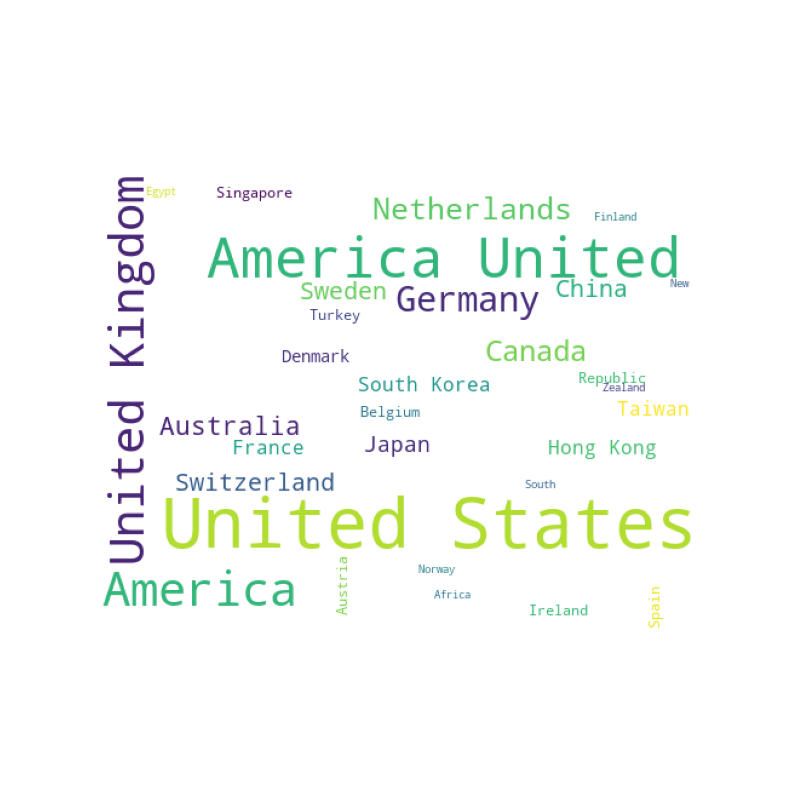 Egypt
Singapore
Netherlands
Finland
United Kingdom
America United
Sweden
Germany
China
New
Turkey
Denmark
Canada
South Korea
Republic
Zealand
Belgium
Taiwan
Australia
France
Japan
Hong Kong
Switzerland
South
United States
America
Austria
Norway
Africa
Ireland
Spain